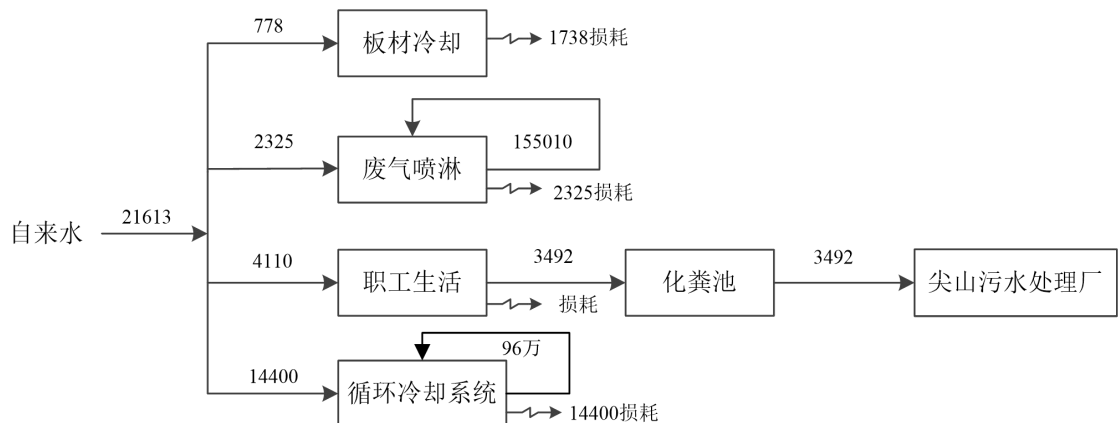 778
板材冷却
1738损耗
155010
2325
废气喷淋
2325损耗
自来水
21613
4110
职工生活
3492
化粪池
3492
尖山污水处理厂
损耗
96万
14400
循环冷却系统
14400损耗